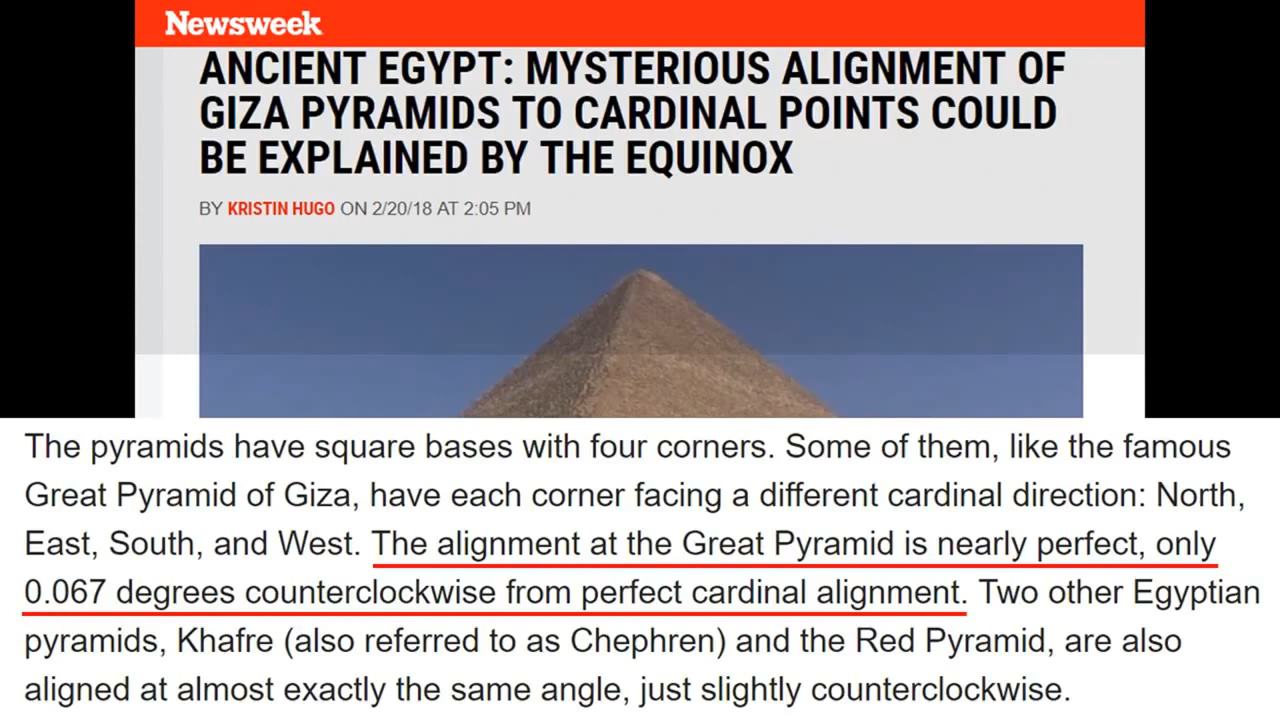 Newsweek
ANCIENT EGYPT: MYSTERIOUS ALIGNMENT OF
GIZA PYRAMIDS TO CARDINAL POINTS COULD
BE EXPLAINED BY THE EQUINOX
BY KRISTIN HUGO ON 2/20/18 AT 2:05 PM
The pyramids have square bases with four corners. Some of them, like the famous
Great Pyramid of Giza, have each corner facing a different cardinal direction: North,
East, South, and West. The alignment at the Great Pyramid is nearly perfect, only
0.067 degrees counterclockwise from perfect cardinal alignment. Two other Egyptian
pyramids, Khafre (also referred to as Chephren) and the Red Pyramid, are also
aligned at almost exactly the same angle, just slightly counterclockwise.